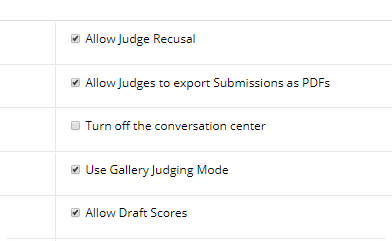 Allow Judge Recusal
Allow Judges to export Submissions as PDFs
Turn off the conversation center
Use Gallery Judging Mode
Allow Draft Scores